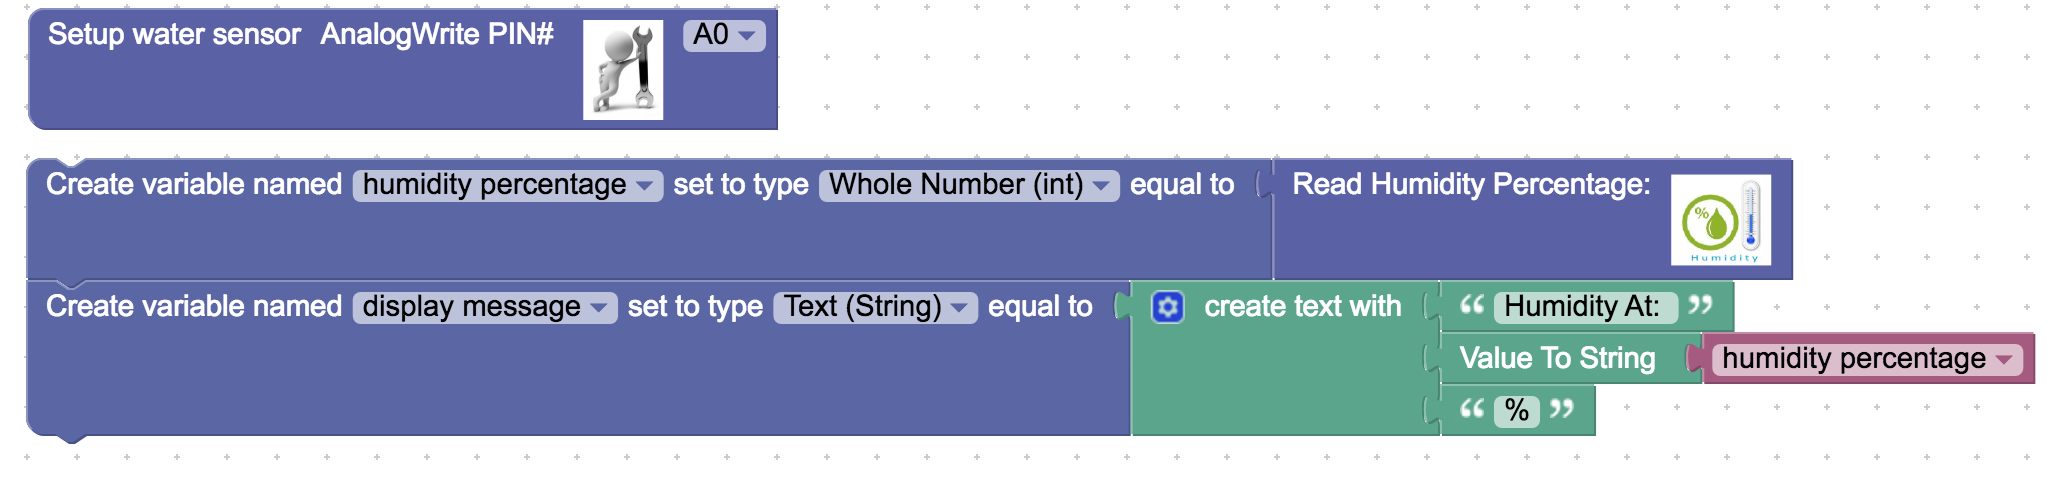 Setup water sensor AnalogWrite PIN# A0
Create variable named humidity percentage set to type Whole Number (int) equal to Read Humidity Percentage:
%
Humidity
Create variable named display message set to type Text (String) equal to create text with “ Humidity At: ”
Value To String humidity percentage
“ % ”